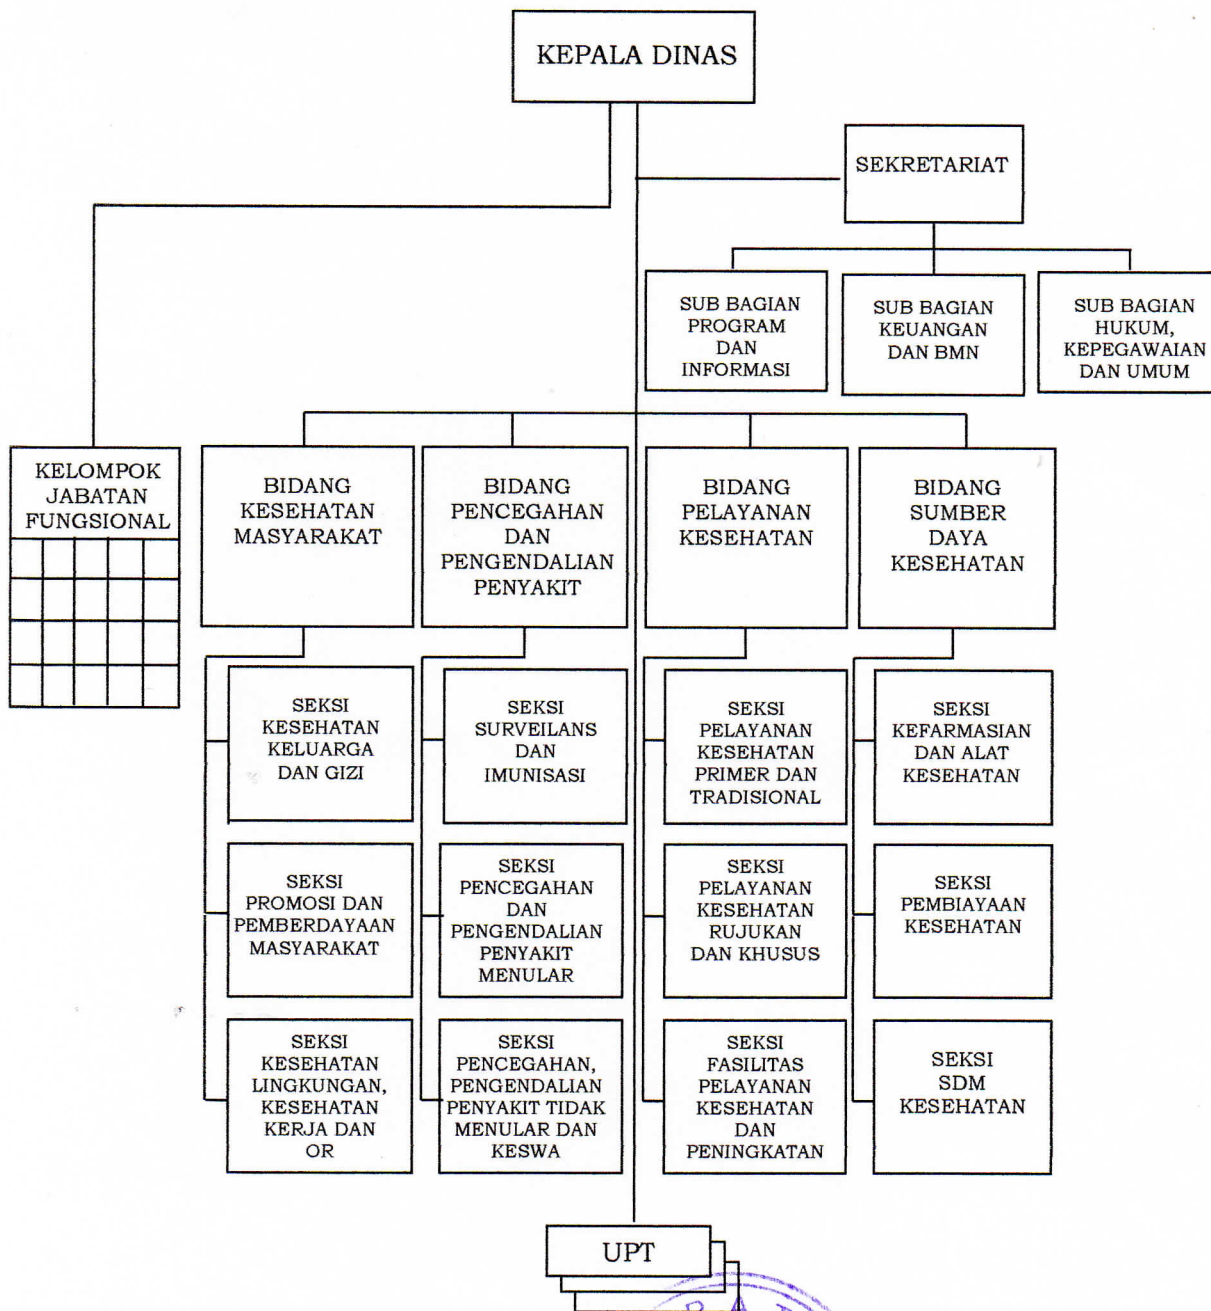 KEPALA DINAS
SEKRETARIAT
SUB BAGIAN
PROGRAM
DAN
INFORMASI
SUB BAGIAN
KEUANGAN
DAN BMN
SUB BAGIAN
HUKUM,
KEPEGAWAIAN
DAN UMUM
KELOMPOK
JABATAN
FUNGSIONAL
BIDANG
KESEHATAN
MASYARAKAT
BIDANG
PENCEGAHAN
DAN
PENGENDALIAN
PENYAKIT
BIDANG
PELAYANAN
KESEHATAN
BIDANG
SUMBER
DAYA
KESEHATAN
SEKSI
KESEHATAN
KELUARGA
DAN GIZI
SEKSI
SURVEILANS
DAN
IMUNISASI
SEKSI
PELAYANAN
KESEHATAN
PRIMER DAN
TRADISIONAL
SEKSI
KEFARMASIAN
DAN ALAT
KESEHATAN
SEKSI
PROMOSI DAN
PEMBERDAYAAN
MASYARAKAT
SEKSI
PENCEGAHAN
DAN
PENGENDALIAN
PENYAKIT
MENULAR
SEKSI
PELAYANAN
KESEHATAN
RUJUKAN
DAN KHUSUS
SEKSI
PEMBIAYAAN
KESEHATAN
SEKSI
KESEHATAN
LINGKUNGAN,
KESEHATAN
KERJA DAN
OR
SEKSI
PENCEGAHAN,
PENGENDALIAN
PENYAKIT TIDAK
MENULAR DAN
KESWA
SEKSI
FASILITAS
PELAYANAN
KESEHATAN
DAN
PENINGKATAN
SEKSI
SDM
KESEHATAN
UPT